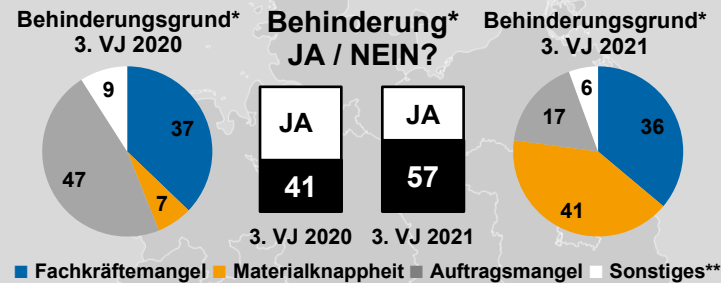 Behinderungsgrund*
3. VJ 2020
9
37
47
7
Behinderung*
JA / NEIN?
JA
41
3. VJ 2020
JA
57
3. VJ 2021
Behinderungsgrund*
3. VJ 2021
6
17
36
41
Fachkräftemangel Materialknappheit Auftragsmangel Sonstiges**